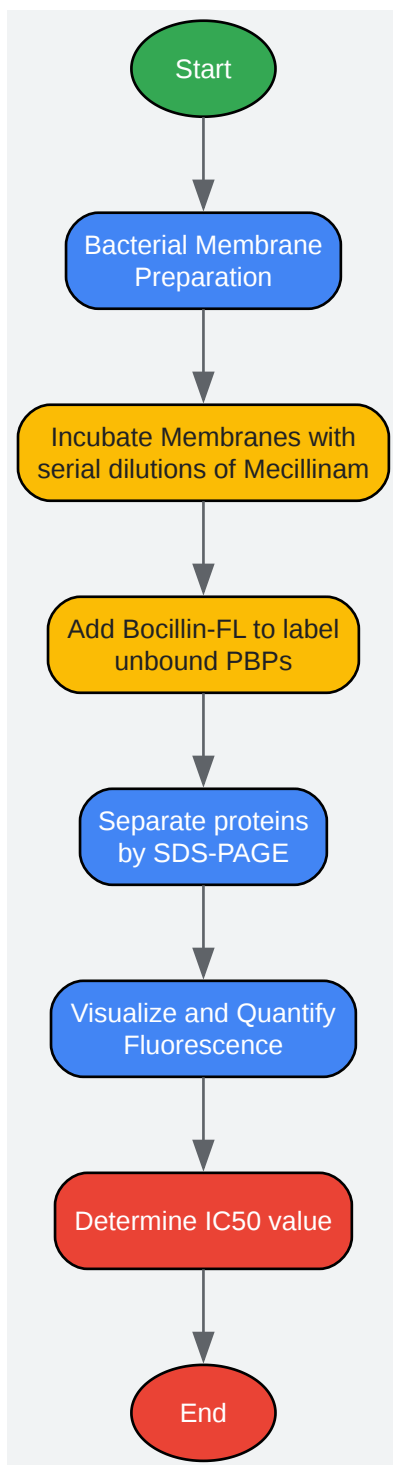 Start
Bacterial Membrane
Preparation
Incubate Membranes with
serial dilutions of Mecillinam
Add Bocillin-FL to label
unbound PBPs
Separate proteins
by SDS-PAGE
Visualize and Quantify
Fluorescence
Determine IC50 value
End